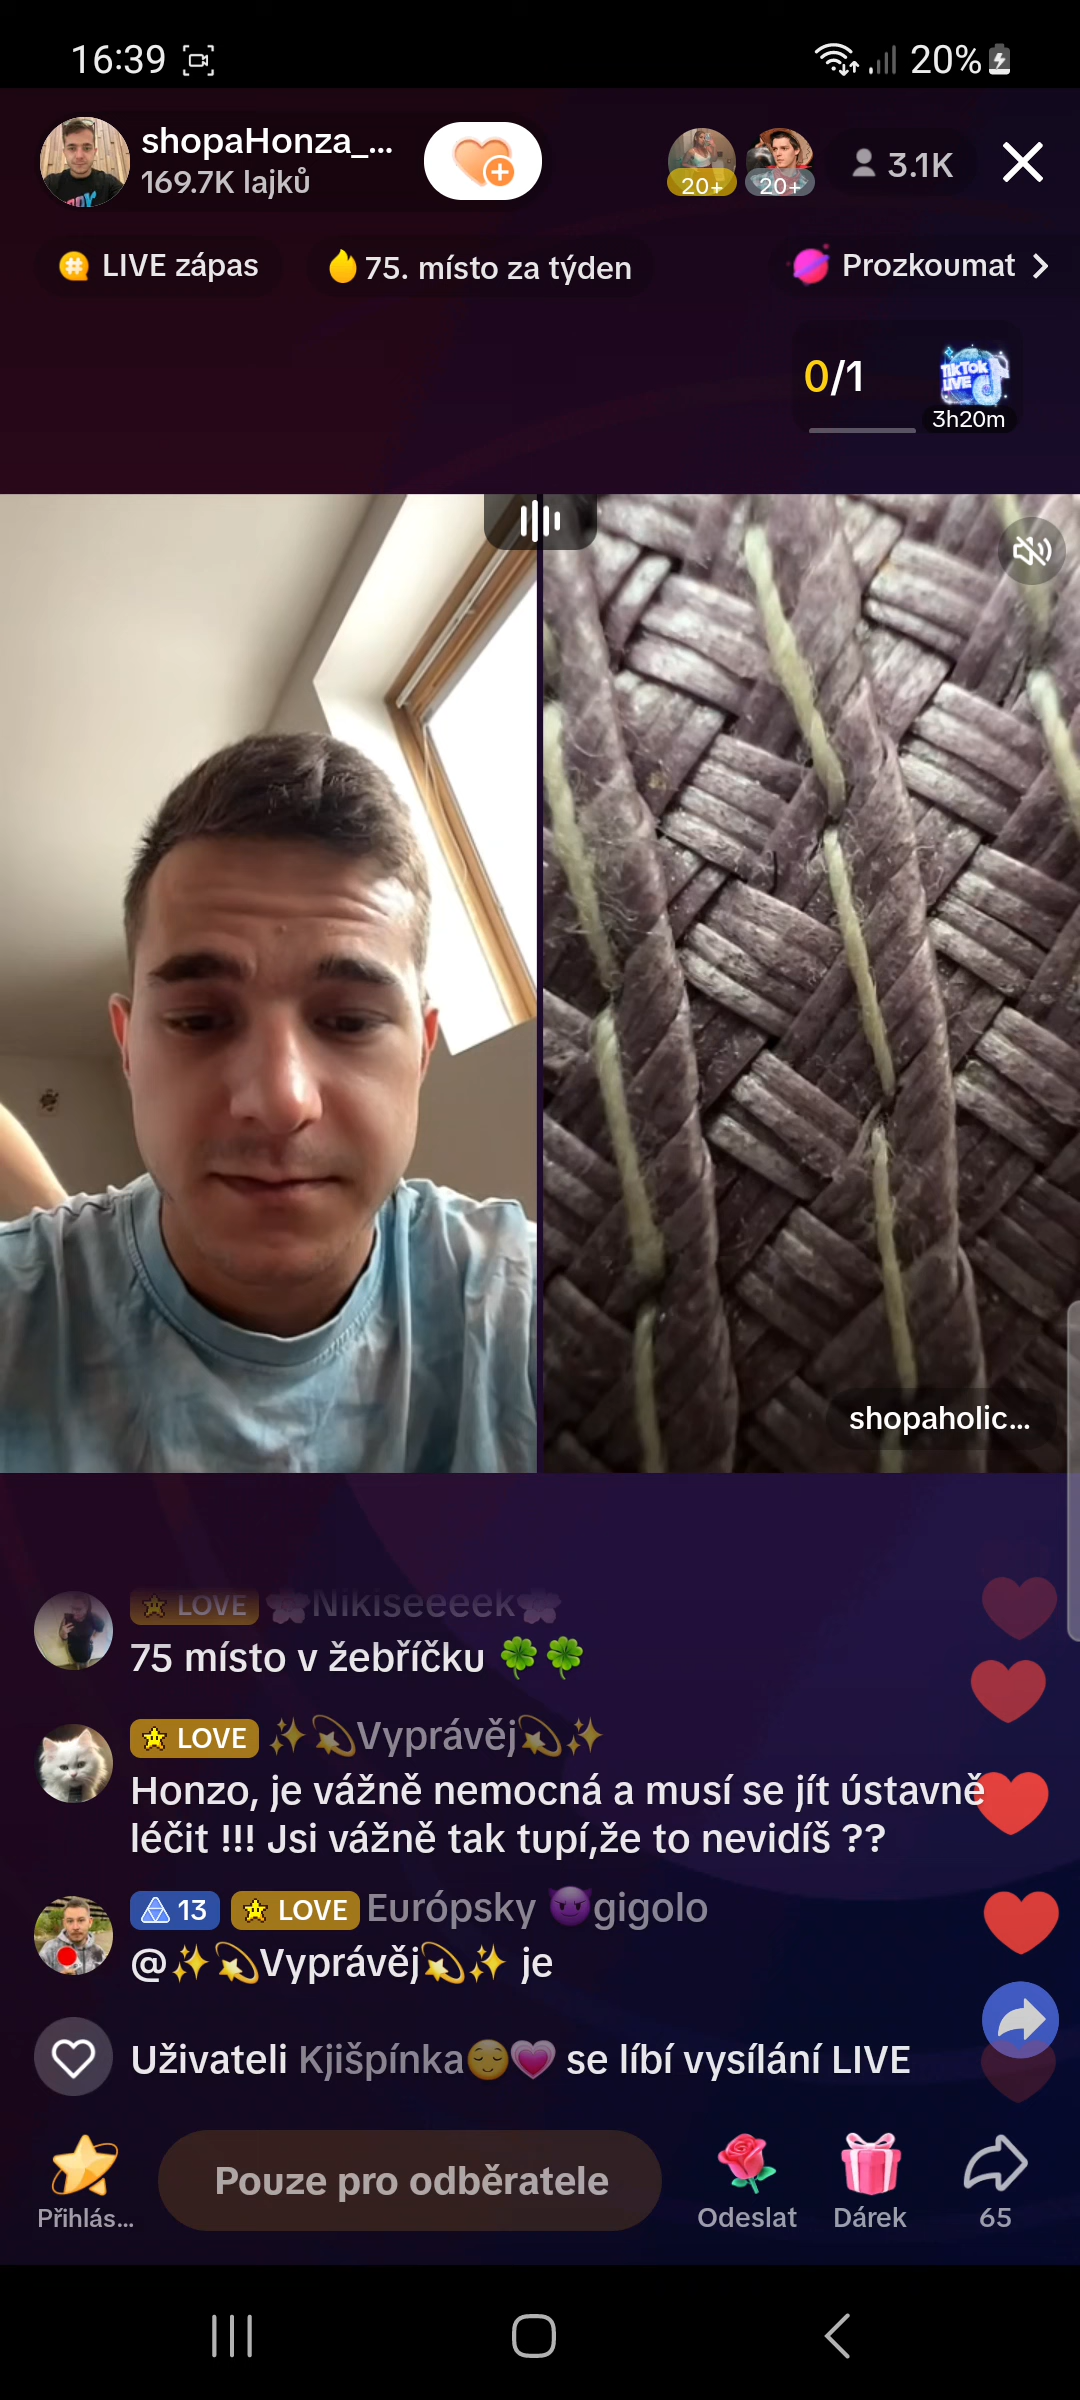 16:39
20%
shopaHonza_...
169.7K lajků
20+
20+
3.1K
LIVE zápas
75. místo za týden
Prozkoumat
0/1
TikTok
LIVE
3h20m
shopaholic...
LOVE 🌸Nikiseeeek🌸
75 místo v žebříčku 🍀🍀
LOVE ✨💫Vyprávěj💫✨
Honzo, je vážně nemocná a musí se jít ústavně
léčit !!! Jsi vážně tak tupí,že to nevidíš ??
13 LOVE Európsky 😈gigolo
@✨💫Vyprávěj💫✨ je
Uživateli Kjišpínka😌💗 se líbí vysílání LIVE
Pouze pro odběratele
Přihlás...
Odeslat
Dárek
65